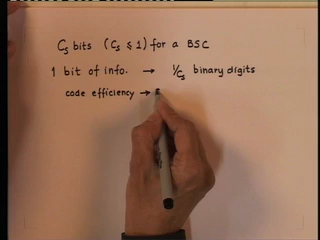 Cs bits (Cs ≤ 1) for a BSC
1 bit of info. → 1/Cs binary digits
code efficiency →